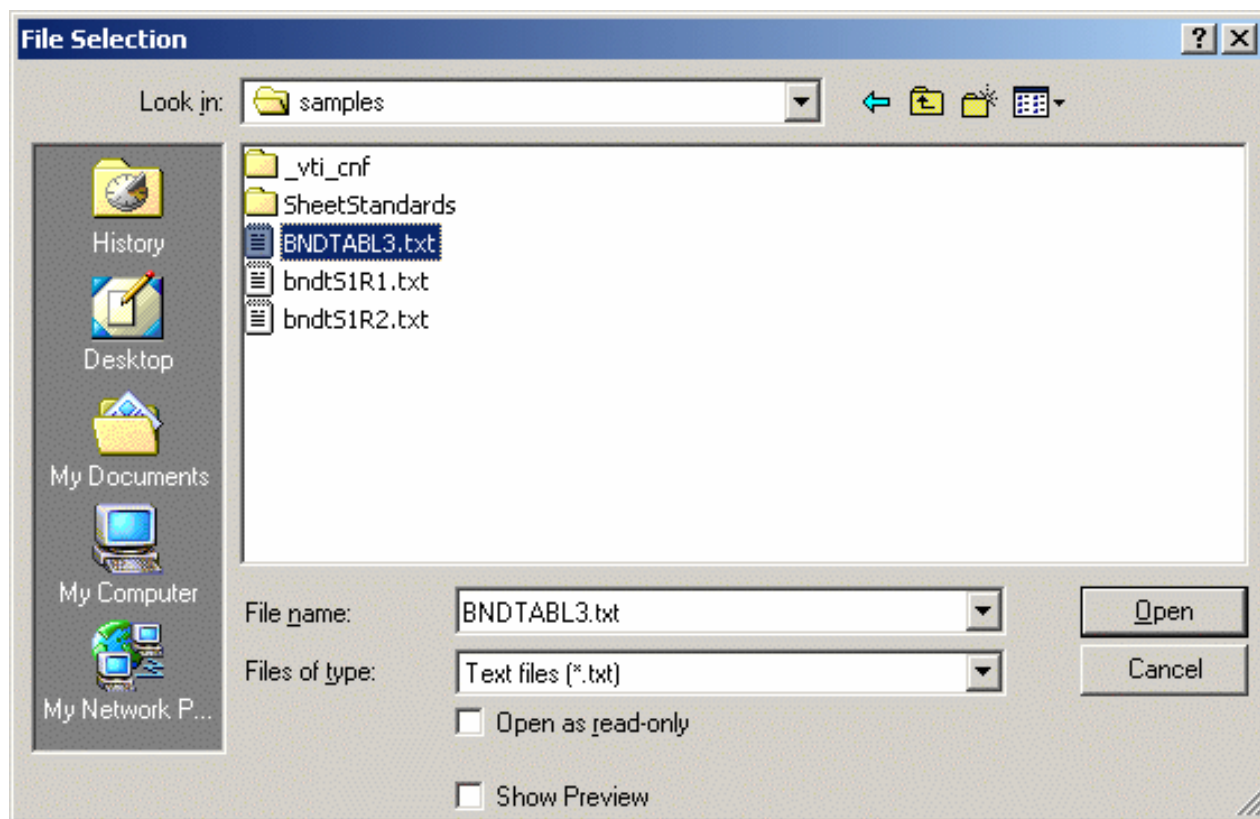 File Selection
Look in: samples
_vti_cnf
SheetStandards
BNDTABL3.txt
bndtS1R1.txt
bndtS1R2.txt
History
Desktop
My Documents
My Computer
My Network P...
File name: BNDTABL3.txt Open
Files of type: Text files (*.txt) Cancel
Open as read-only
Show Preview